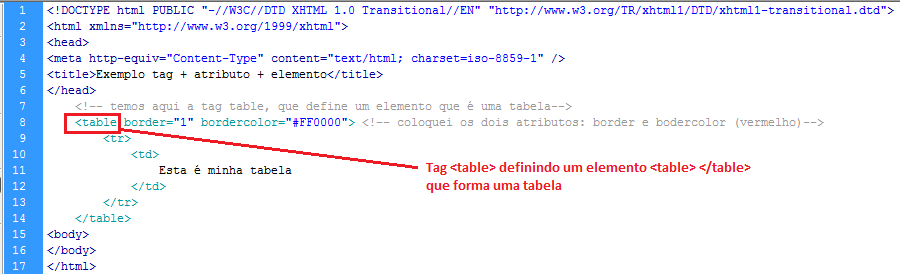 1 <!DOCTYPE html PUBLIC "-//W3C//DTD XHTML 1.0 Transitional//EN" "http://www.w3.org/TR/xhtml1/DTD/xhtml1-transitional.dtd">
2 <html xmlns="http://www.w3.org/1999/xhtml">
3 <head>
4 <meta http-equiv="Content-Type" content="text/html; charset=iso-8859-1" />
5 <title>Exemplo tag + atributo + elemento</title>
6 </head>
7 <!-- temos aqui a tag table, que define um elemento que é uma tabela-->
8 <table border="1" bordercolor="#FF0000"> <!-- coloquei os dois atributos: border e bodercolor (vermelho)-->
9 <tr>
10 <td>
11 Esta é minha tabela
12 </td>
13 </tr>
14 </table>
15 <body>
16 </body>
17 </html>
Tag <table> definindo um elemento <table> </table>
que forma uma tabela